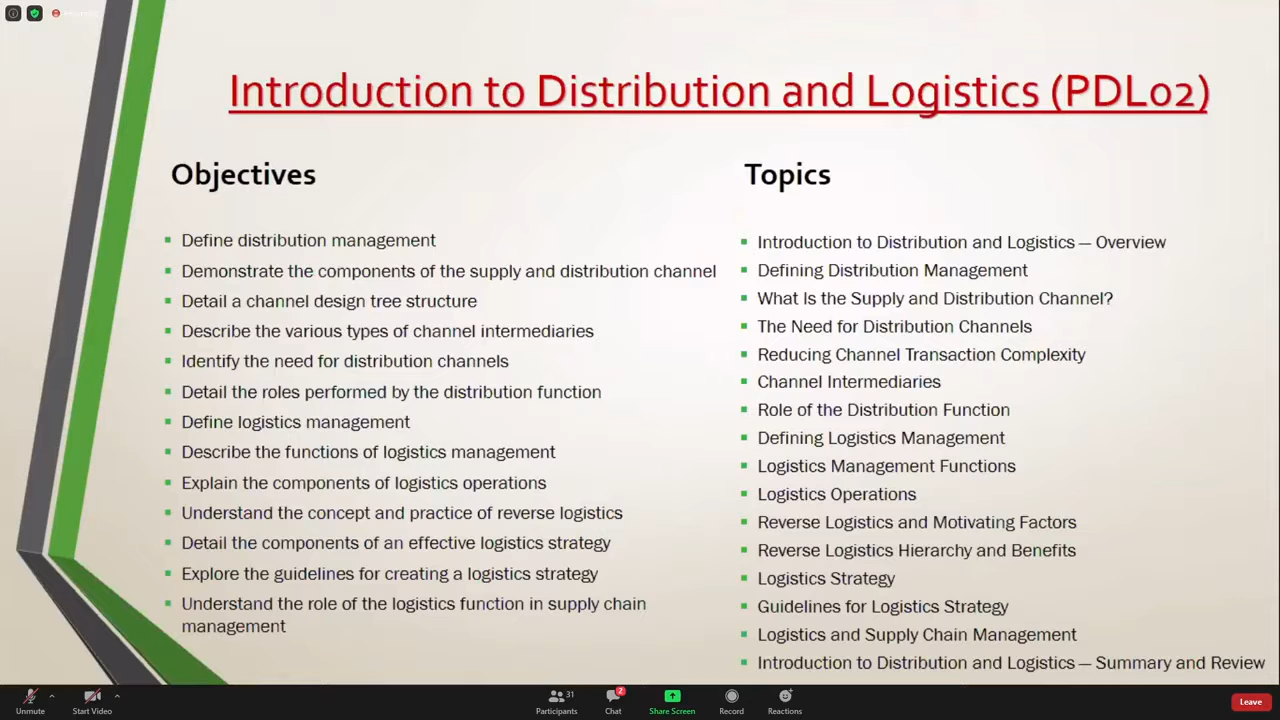 Introduction to Distribution and Logistics (PDL02)
Objectives
Define distribution management
Demonstrate the components of the supply and distribution channel
Detail a channel design tree structure
Describe the various types of channel intermediaries
Identify the need for distribution channels
Detail the roles performed by the distribution function
Define logistics management
Describe the functions of logistics management
Explain the components of logistics operations
Understand the concept and practice of reverse logistics
Detail the components of an effective logistics strategy
Explore the guidelines for creating a logistics strategy
Understand the role of the logistics function in supply chain
management
Topics
Introduction to Distribution and Logistics — Overview
Defining Distribution Management
What Is the Supply and Distribution Channel?
The Need for Distribution Channels
Reducing Channel Transaction Complexity
Channel Intermediaries
Role of the Distribution Function
Defining Logistics Management
Logistics Management Functions
Logistics Operations
Reverse Logistics and Motivating Factors
Reverse Logistics Hierarchy and Benefits
Logistics Strategy
Guidelines for Logistics Strategy
Logistics and Supply Chain Management
Introduction to Distribution and Logistics — Summary and Review
Unmute
Start Video
31
Participants
2
Chat
Share Screen
Record
Reactions
Leave